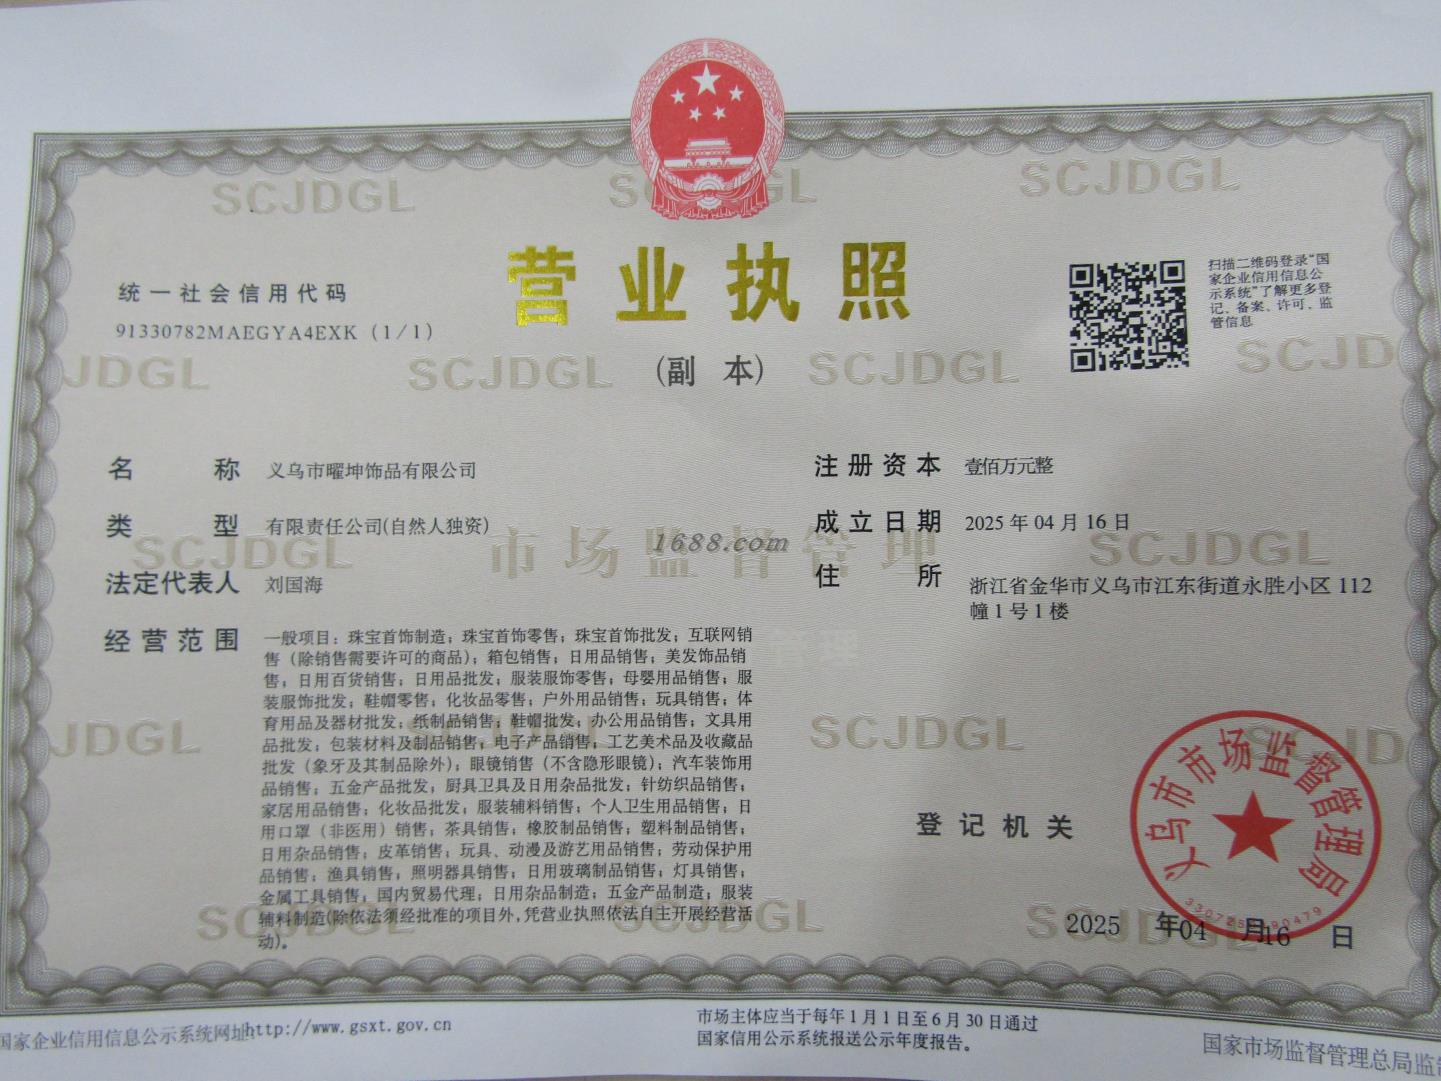 SCJDGL
SCJDGL
SCJDGL
营业执照
(副 本)
统一社会信用代码
91330782MAEGYA4EXK (1/1)
扫描二维码登录“国
家企业信用信息公
示系统”了解更多登
记、备案、许可、监
管信息
JDGL
SCJDGL
SCJDGL
SCJD
名 称 义乌市曜坤饰品有限公司
类 型 有限责任公司(自然人独资)
法定代表人 刘国海
经营范围 一般项目：珠宝首饰制造；珠宝首饰零售；珠宝首饰批发；互联网销
售（除销售需要许可的商品）；箱包销售；日用品销售；美发饰品销
售；日用百货销售；日用品批发；服装服饰零售；母婴用品销售；服
装服饰批发；鞋帽零售；化妆品零售；户外用品销售；玩具销售；体
育用品及器材批发；纸制品销售；鞋帽批发；办公用品销售；文具用
品批发；包装材料及制品销售；电子产品销售；工艺美术品及收藏品
批发（象牙及其制品除外）；眼镜销售（不含隐形眼镜）；汽车装饰用
品销售；五金产品批发；厨具卫具及日用杂品批发；针纺织品销售；
家居用品销售；化妆品批发；服装辅料销售；个人卫生用品销售；日
用口罩（非医用）销售；茶具销售；橡胶制品销售；塑料制品销售；
日用杂品销售；皮革销售；玩具、动漫及游艺用品销售；劳动保护用
品销售；渔具销售；照明器具销售；日用玻璃制品销售；灯具销售；
金属工具销售；国内贸易代理；日用杂品制造；五金产品制造；服装
辅料制造(除依法须经批准的项目外,凭营业执照依法自主开展经营活
动)。
注册资本 壹佰万元整
成立日期 2025年04月16日
住 所 浙江省金华市义乌市江东街道永胜小区112
幢1号1楼
SCJDGL
市场监督管理
1688.com
SCJDGL
JDGL
SCJDGL
SCJDGL
JD
登记机关
义乌市市场监督管理局
2025 年04 月16 日
SCJDGL
SCJDGL
SCJDGL
国家企业信用信息公示系统网址:http://www.gsxt.gov.cn
市场主体应当于每年1月1日至6月30日通过
国家信用公示系统报送公示年度报告。
国家市场监督管理总局监制